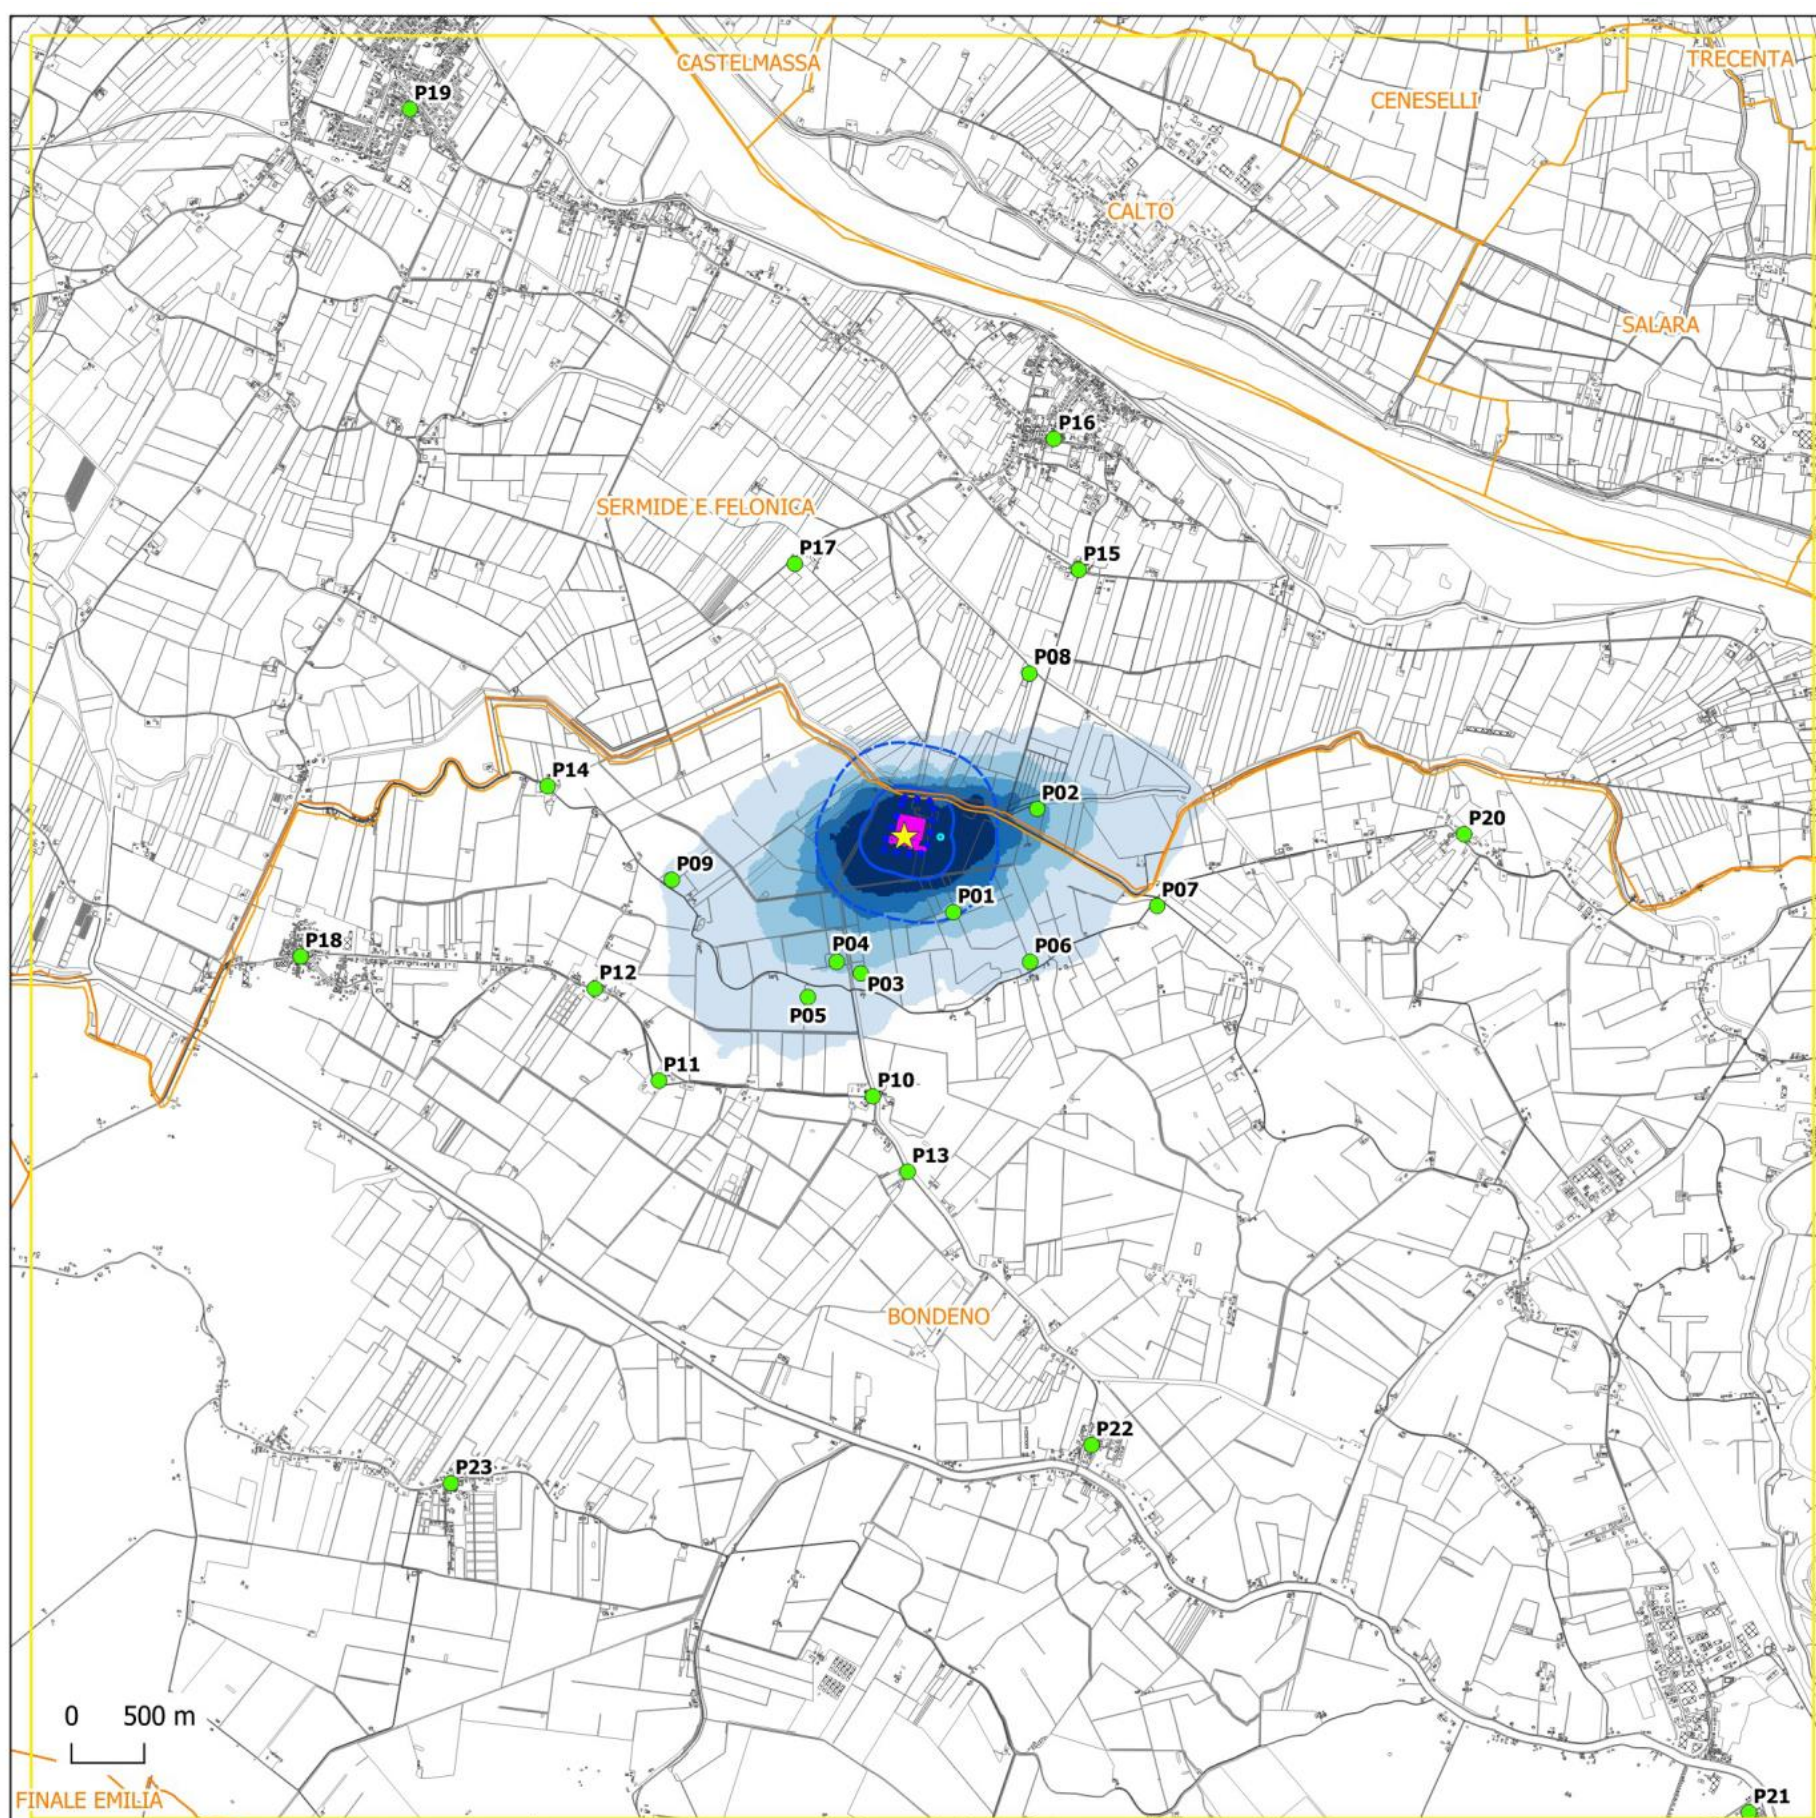 CASTELMASSA
TRECENTA
CENESELLI
P19
CALTO
SALARA
P16
SERMIDE E FELONICA
P17
P15
P08
P14
P02
P20
P09
P01
P07
P18
P04
P06
P12
P03
P05
P11
P10
P13
BONDENO
P22
P23
0 500 m
FINALE EMILIA
P21